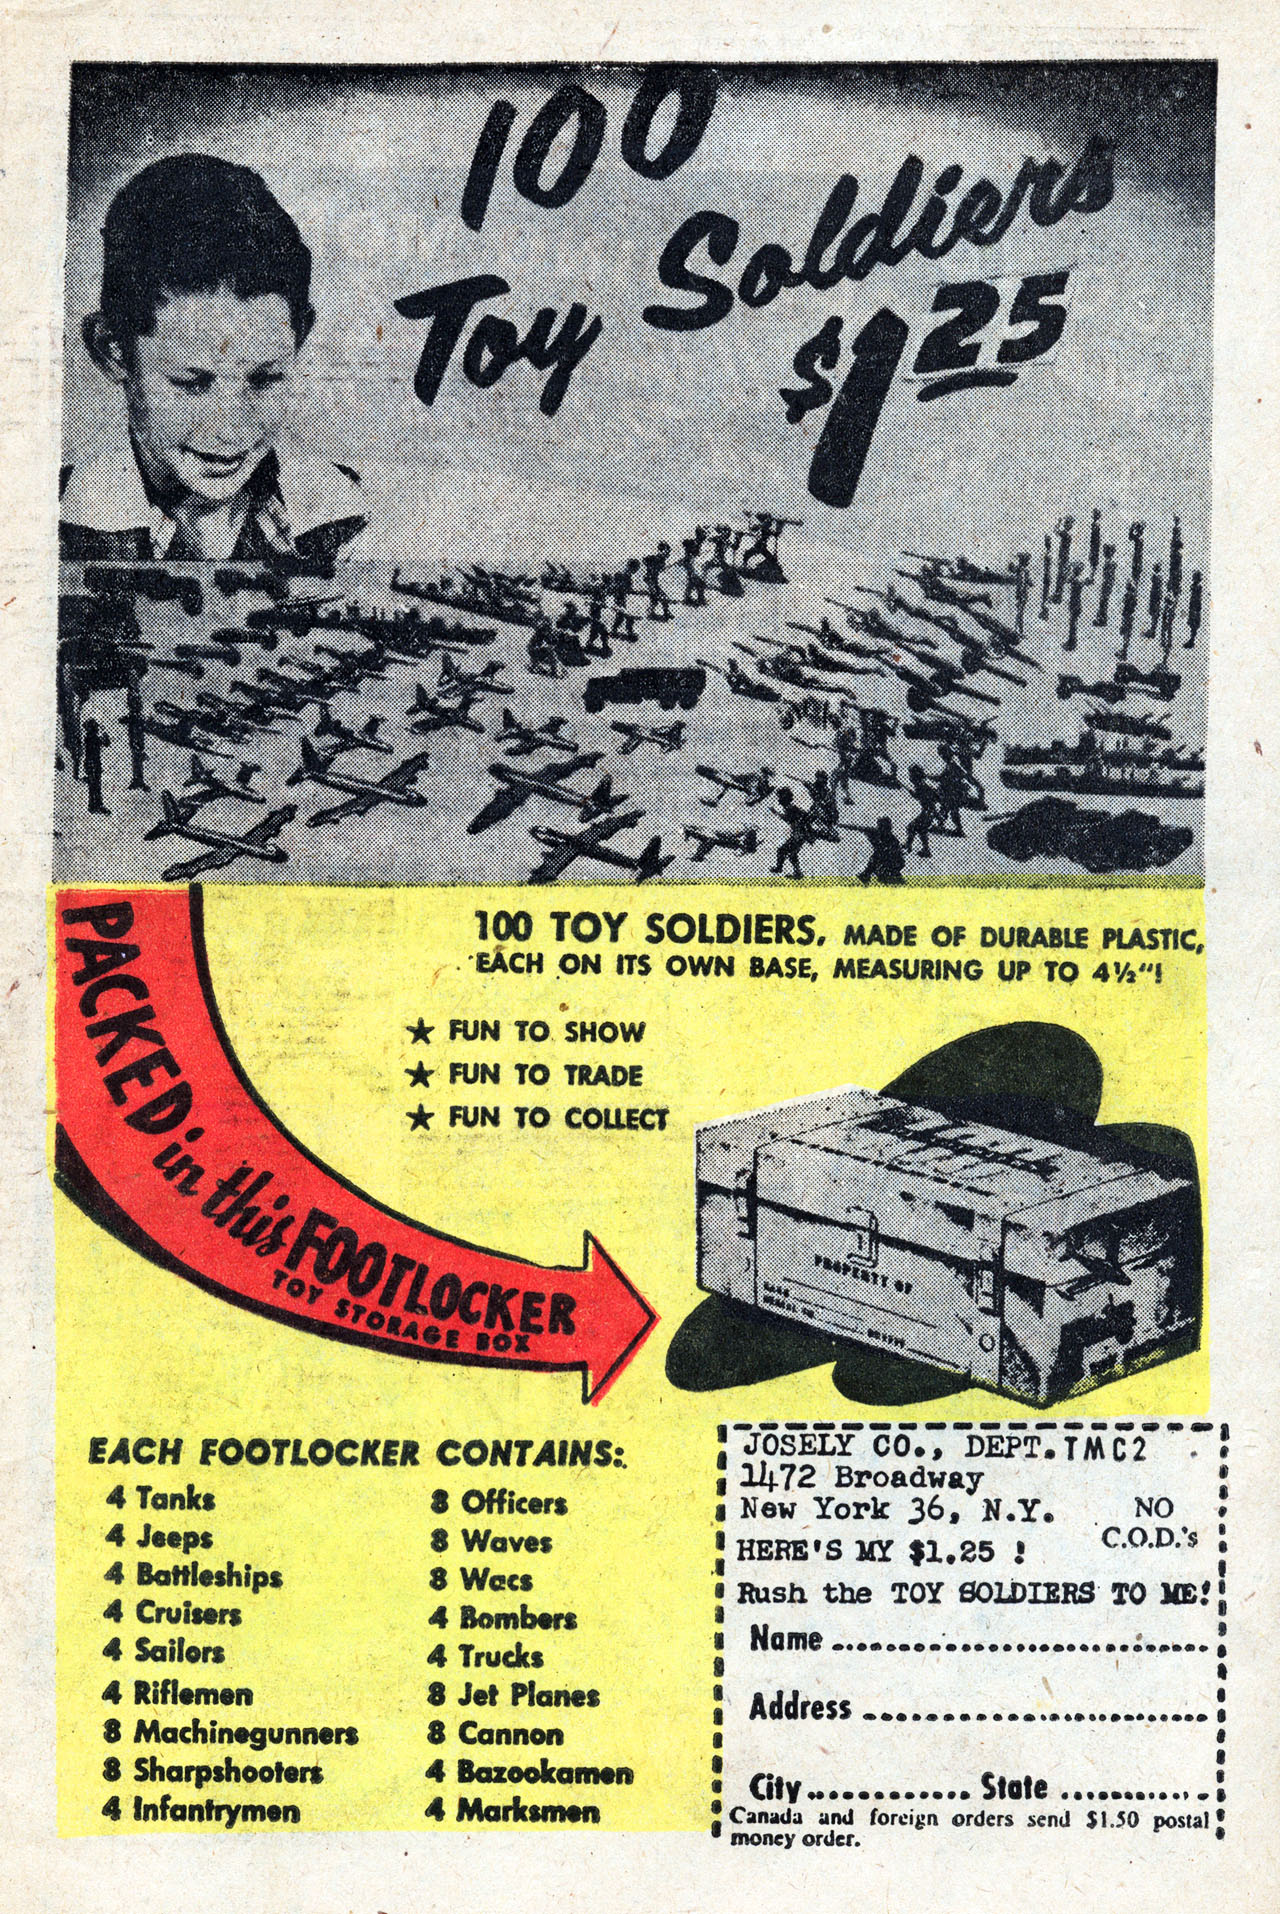 100
Toy Soldiers
$1.25
PACKED in this FOOTLOCKER
TOY STORAGE BOX
100 TOY SOLDIERS, MADE OF DURABLE PLASTIC,
EACH ON ITS OWN BASE, MEASURING UP TO 4½"!
★ FUN TO SHOW
★ FUN TO TRADE
★ FUN TO COLLECT
PROPERTY OF
EACH FOOTLOCKER CONTAINS:
4 Tanks
4 Jeeps
4 Battleships
4 Cruisers
4 Sailors
4 Riflemen
8 Machinegunners
8 Sharpshooters
4 Infantrymen
8 Officers
8 Waves
8 Wacs
4 Bombers
4 Trucks
8 Jet Planes
8 Cannon
4 Bazookamen
4 Marksmen
JOSELY CO., DEPT. TMC2
1472 Broadway
New York 36, N.Y.
NO
C.O.D.'s
HERE'S MY $1.25 !
Rush the TOY SOLDIERS TO ME!
Name
Address
City State
Canada and foreign orders send $1.50 postal
money order.